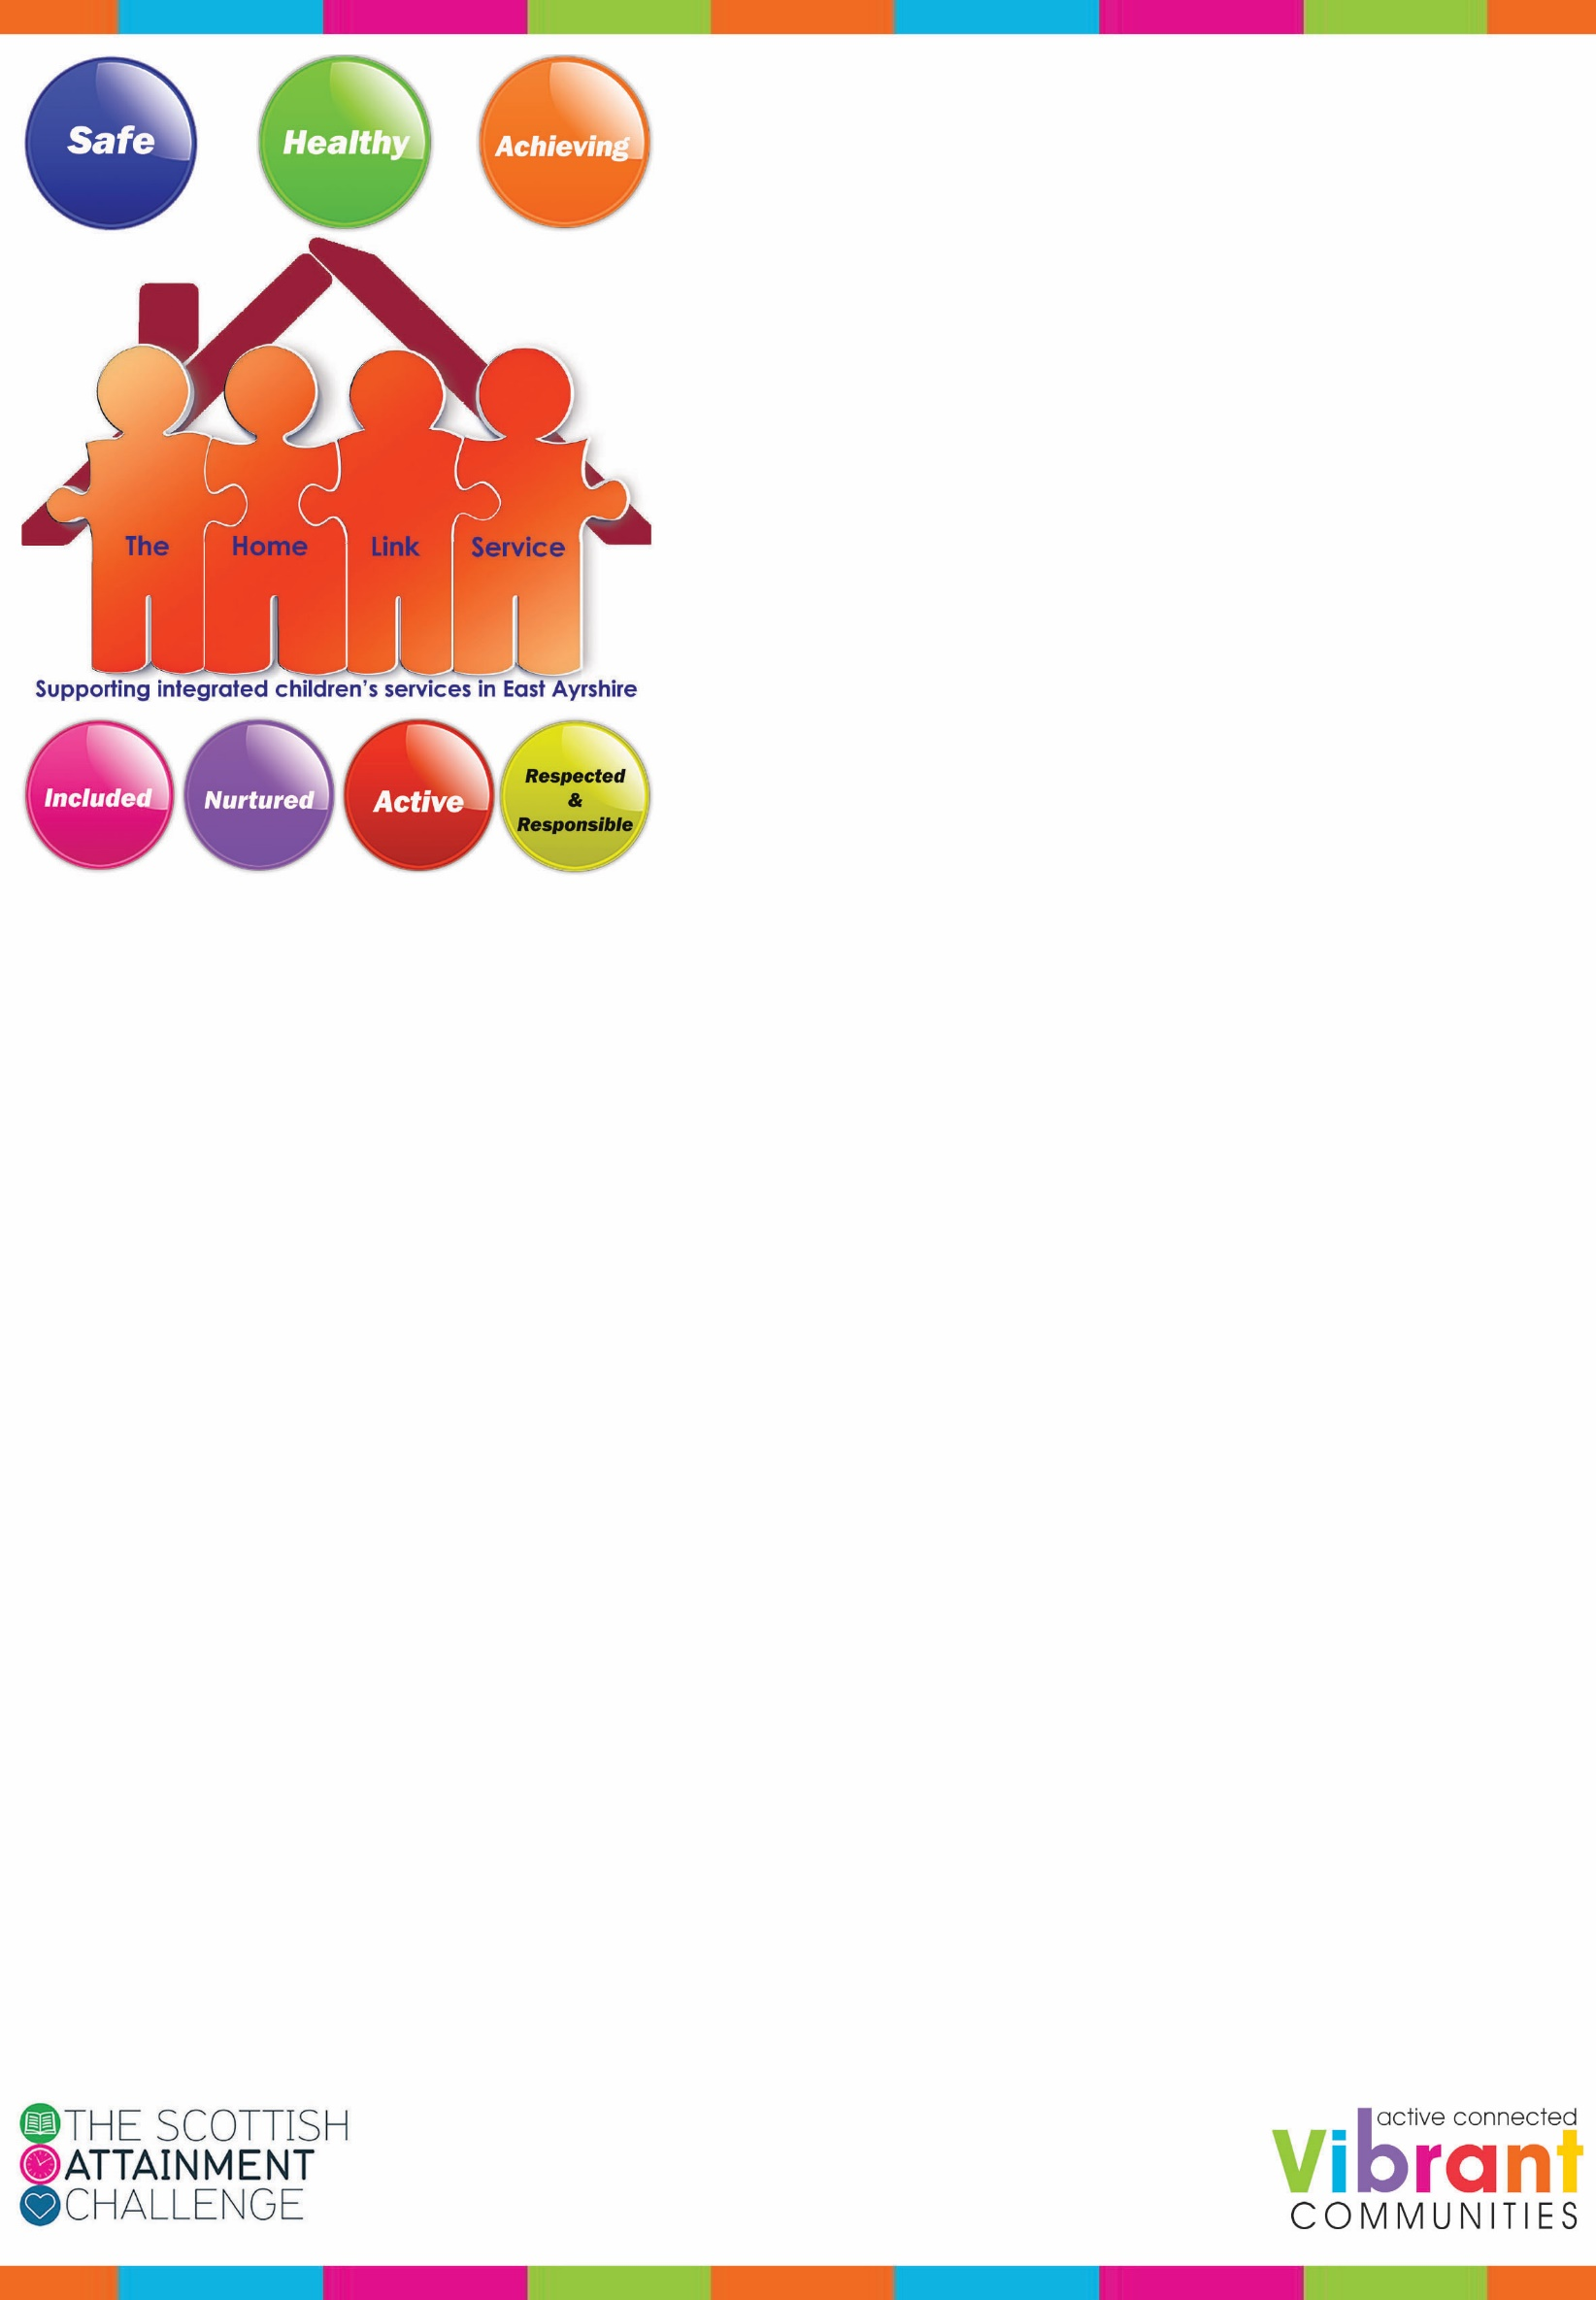 Safe
Healthy
Achieving
The Home Link Service
Supporting integrated children's services in East Ayrshire
Included
Nurtured
Active
Respected
&
Responsible
THE SCOTTISH
ATTAINMENT
CHALLENGE
active connected
vibrant
COMMUNITIES